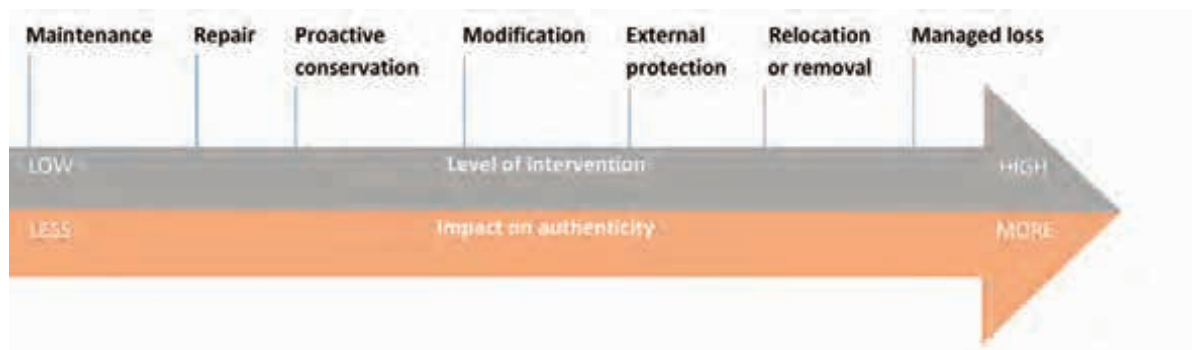 Maintenance Repair Proactive conservation Modification External protection Relocation or removal Managed loss
LOW Level of intervention HIGH
LESS Impact on authenticity MORE